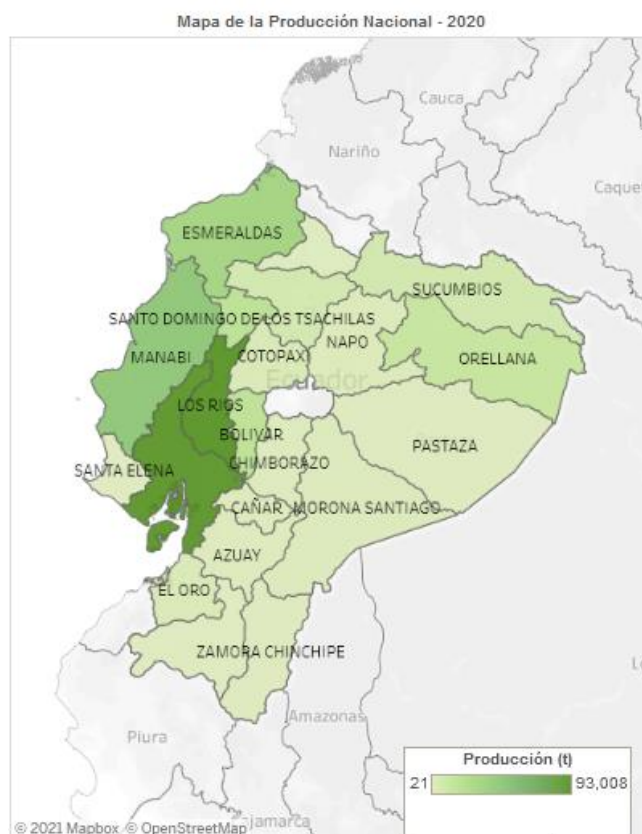 Mapa de la Producción Nacional - 2020
Cauca
Nariño
Caque
ESMERALDAS
SUCUMBIOS
SANTO DOMINGO DE LOS TSACHILAS
MANABI
COTOPAXI
NAPO
ORELLANA
Ecuador
LOS RIOS
BOLIVAR
PASTAZA
SANTA ELENA
CHIMBORAZO
CAÑAR
MORONA SANTIAGO
AZUAY
EL ORO
ZAMORA CHINCHIPE
Amazonas
Piura
Producción (t)
21 93,008
© 2021 Mapbox © OpenStreetMap
ajamarca